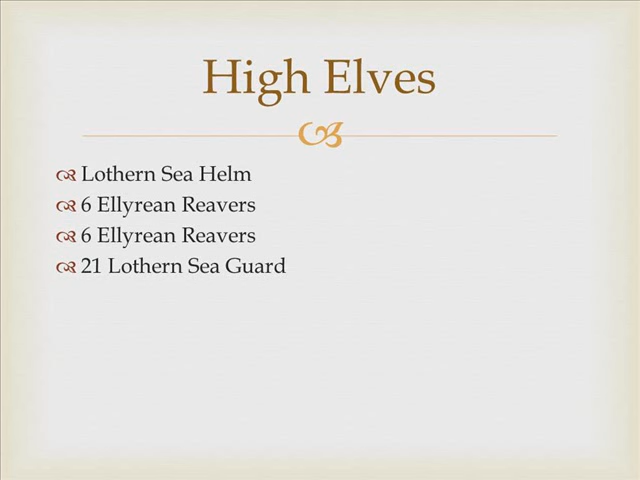 High Elves
Lothern Sea Helm
6 Ellyrean Reavers
6 Ellyrean Reavers
21 Lothern Sea Guard